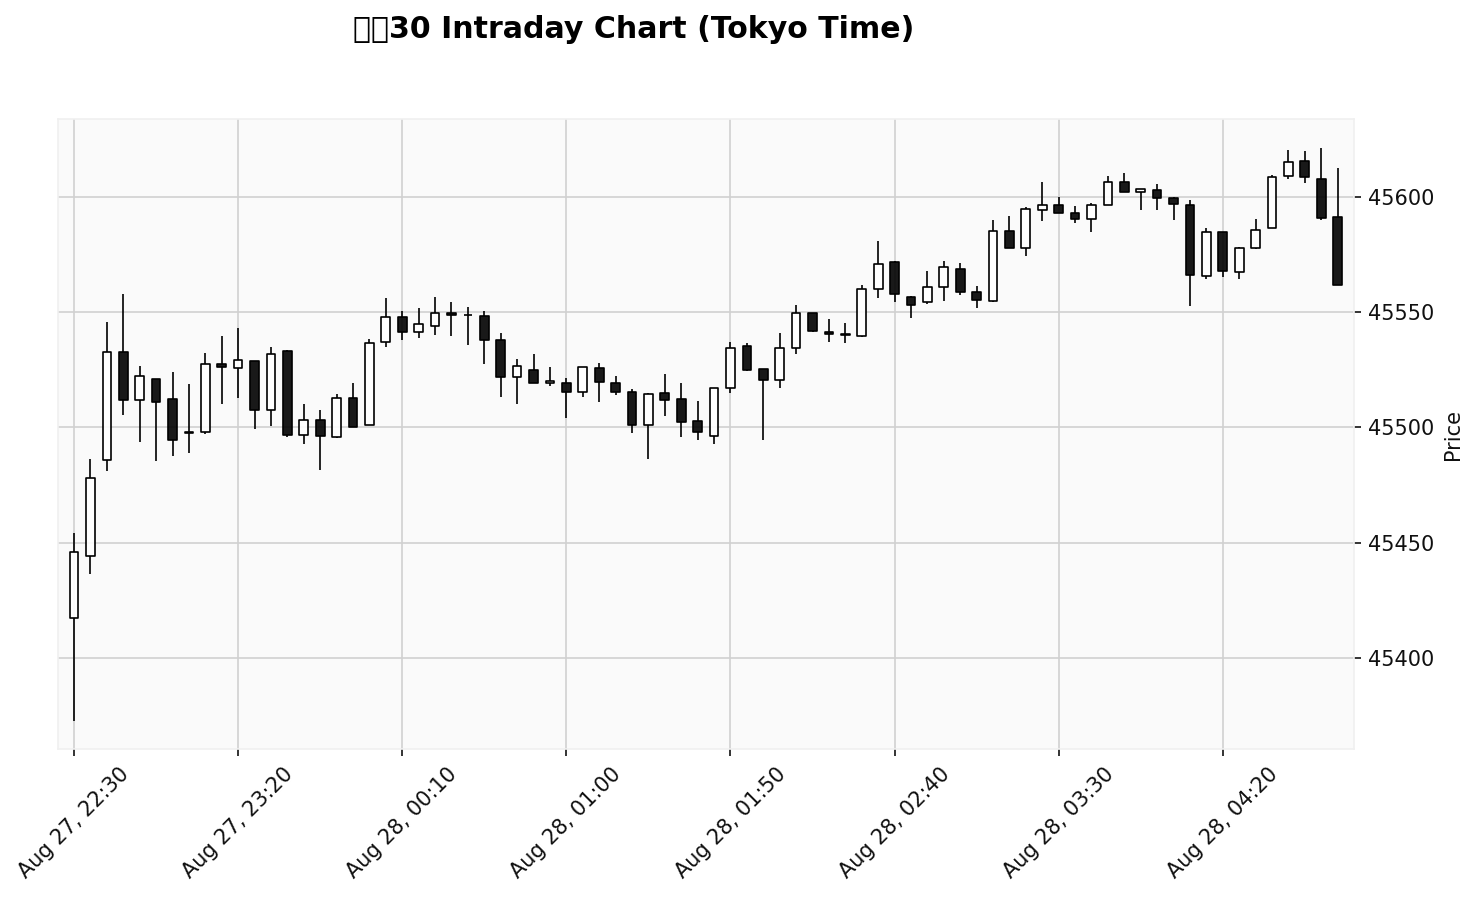 30 Intraday Chart (Tokyo Time)
45600
45550
45500
45450
45400
Price
Aug 27, 22:30
Aug 27, 23:20
Aug 28, 00:10
Aug 28, 01:00
Aug 28, 01:50
Aug 28, 02:40
Aug 28, 03:30
Aug 28, 04:20